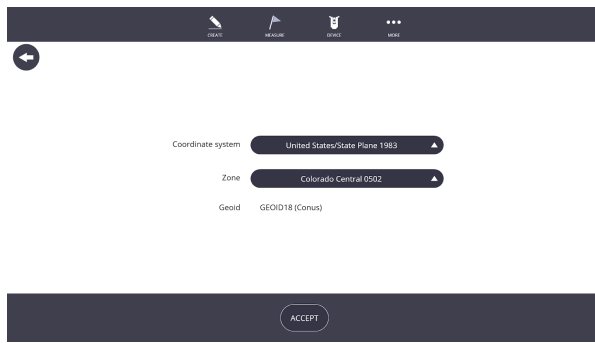 CREATE MEASURE DEVICE MORE
Coordinate system United States/State Plane 1983
Zone Colorado Central 0502
Geoid GEOID18 (Conus)
ACCEPT